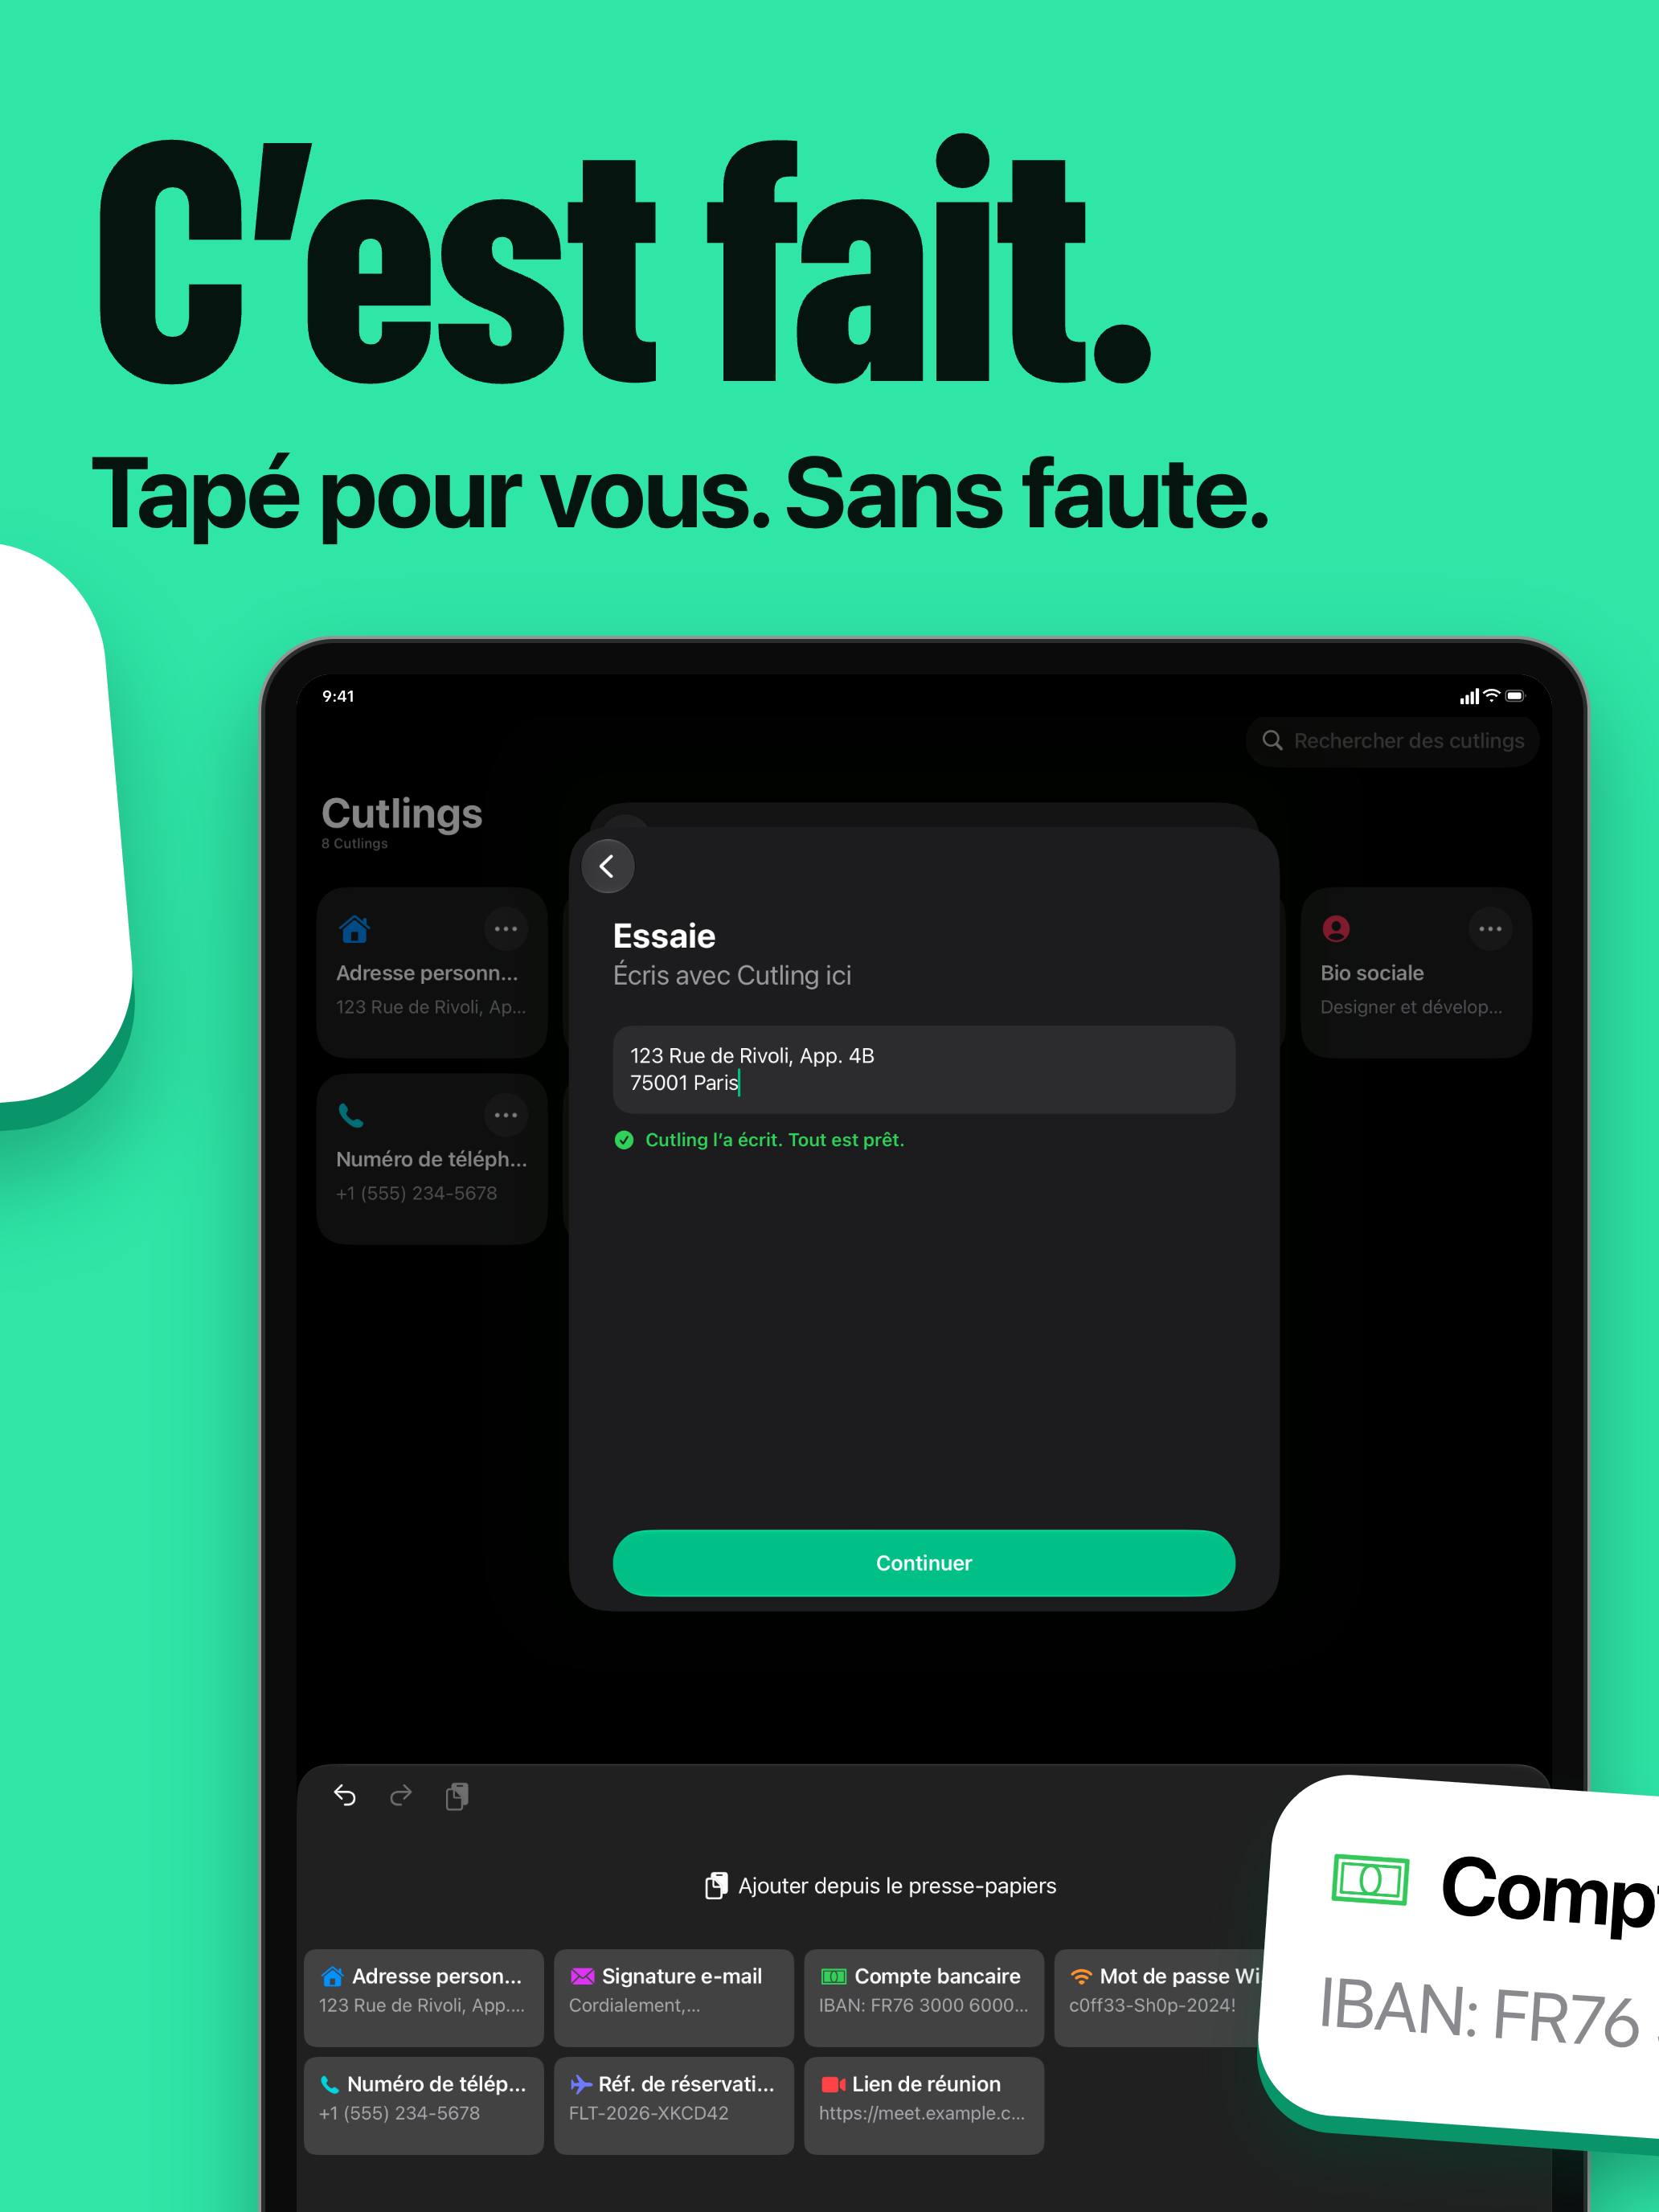 C’est fait.
Tapé pour vous. Sans faute.
9:41
Rechercher des cutlings
Cutlings
8 Cutlings
Adresse personn...
123 Rue de Rivoli, Ap...
Numéro de téléph...
+1 (555) 234-5678
Essaie
Écris avec Cutling ici
123 Rue de Rivoli, App. 4B
75001 Paris
Cutling l’a écrit. Tout est prêt.
Continuer
Bio sociale
Designer et dévelop...
Ajouter depuis le presse-papiers
Adresse person...
123 Rue de Rivoli, App....
Signature e-mail
Cordialement,...
Compte bancaire
IBAN: FR76 3000 6000...
Mot de passe Wi
c0ff33-Sh0p-2024!
Numéro de télép...
+1 (555) 234-5678
Réf. de réservati...
FLT-2026-XKCD42
Lien de réunion
https://meet.example.c...
Compt
IBAN: FR76